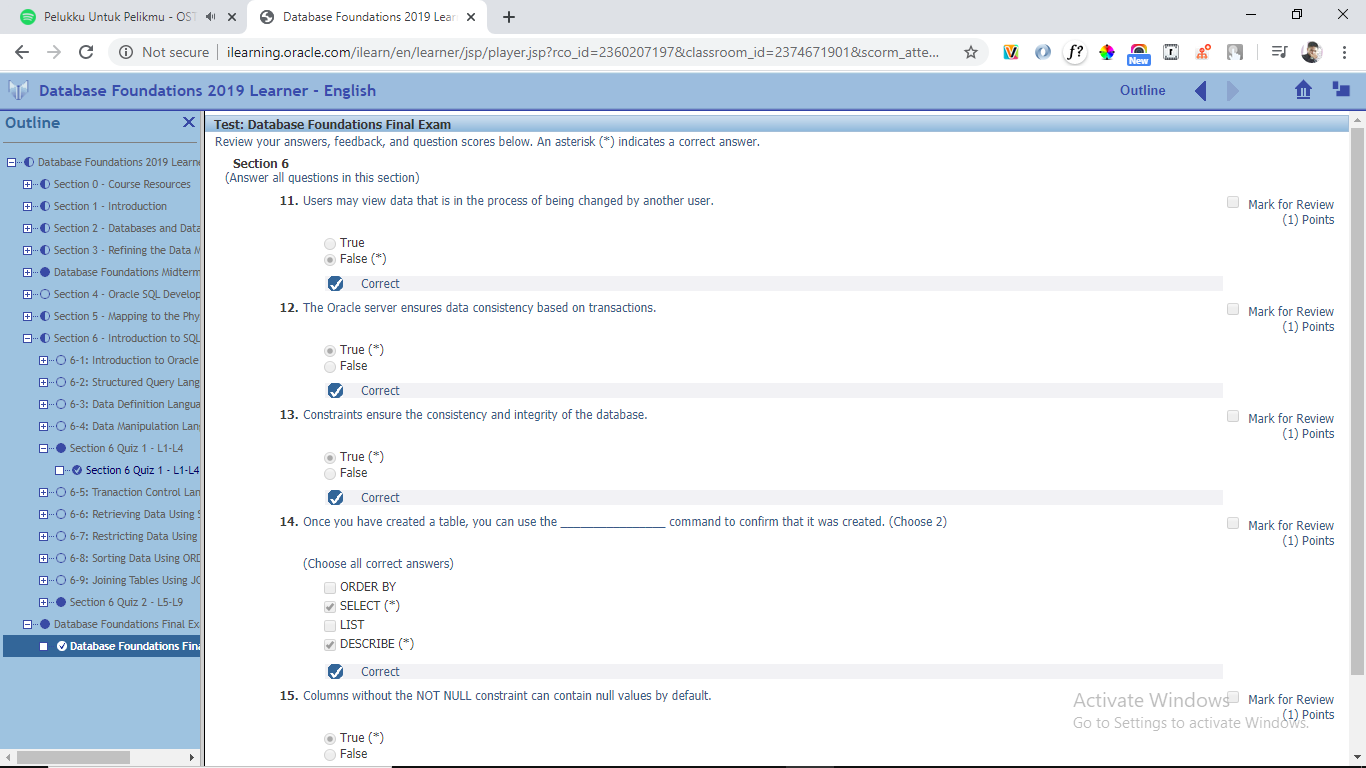 Pelukku Untuk Pelikmu - OST
Database Foundations 2019 Lear
Not secure
ilearning.oracle.com/ilearn/en/learner/jsp/player.jsp?rco_id=2360207197&classroom_id=2374671901&scorm_atte...
New
Database Foundations 2019 Learner - English
Outline
Outline
Database Foundations 2019 Learne
Section 0 - Course Resources
Section 1 - Introduction
Section 2 - Databases and Data
Section 3 - Refining the Data M
Database Foundations Midterm
Section 4 - Oracle SQL Develop
Section 5 - Mapping to the Phy
Section 6 - Introduction to SQL
6-1: Introduction to Oracle
6-2: Structured Query Lang
6-3: Data Definition Langua
6-4: Data Manipulation Lan
Section 6 Quiz 1 - L1-L4
Section 6 Quiz 1 - L1-L4
6-5: Tranaction Control Lan
6-6: Retrieving Data Using S
6-7: Restricting Data Using
6-8: Sorting Data Using ORD
6-9: Joining Tables Using JO
Section 6 Quiz 2 - L5-L9
Database Foundations Final Ex
Database Foundations Fina
Test: Database Foundations Final Exam
Review your answers, feedback, and question scores below. An asterisk (*) indicates a correct answer.
Section 6
(Answer all questions in this section)
11. Users may view data that is in the process of being changed by another user.
Mark for Review
(1) Points
True
False (*)
Correct
12. The Oracle server ensures data consistency based on transactions.
Mark for Review
(1) Points
True (*)
False
Correct
13. Constraints ensure the consistency and integrity of the database.
Mark for Review
(1) Points
True (*)
False
Correct
14. Once you have created a table, you can use the ________________ command to confirm that it was created. (Choose 2)
Mark for Review
(1) Points
(Choose all correct answers)
ORDER BY
SELECT (*)
LIST
DESCRIBE (*)
Correct
15. Columns without the NOT NULL constraint can contain null values by default.
Mark for Review
(1) Points
True (*)
False
Activate Windows
Go to Settings to activate Windows.